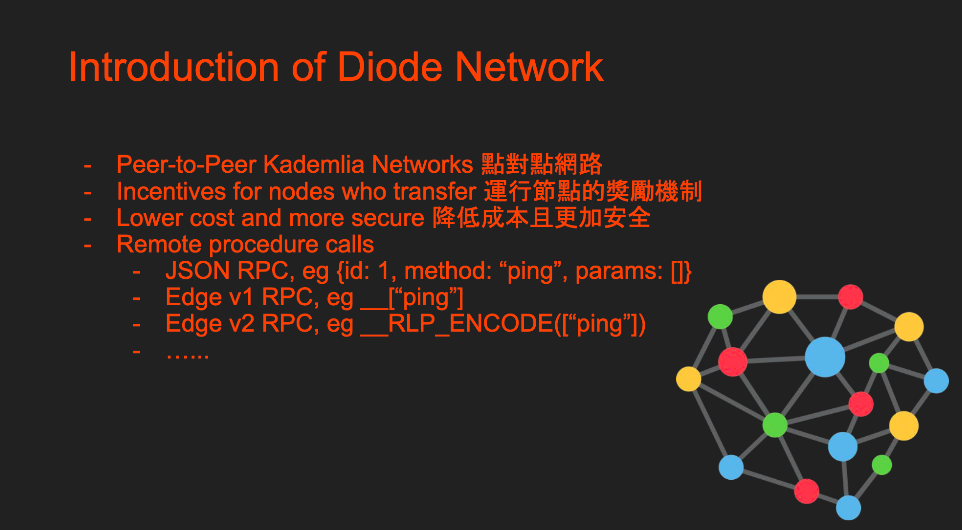 Introduction of Diode Network
- Peer-to-Peer Kademlia Networks 點對點網路
- Incentives for nodes who transfer 運行節點的獎勵機制
- Lower cost and more secure 降低成本且更加安全
- Remote procedure calls
- JSON RPC, eg {id: 1, method: “ping”, params: []}
- Edge v1 RPC, eg __[“ping”]
- Edge v2 RPC, eg __RLP_ENCODE([“ping”])
- …...